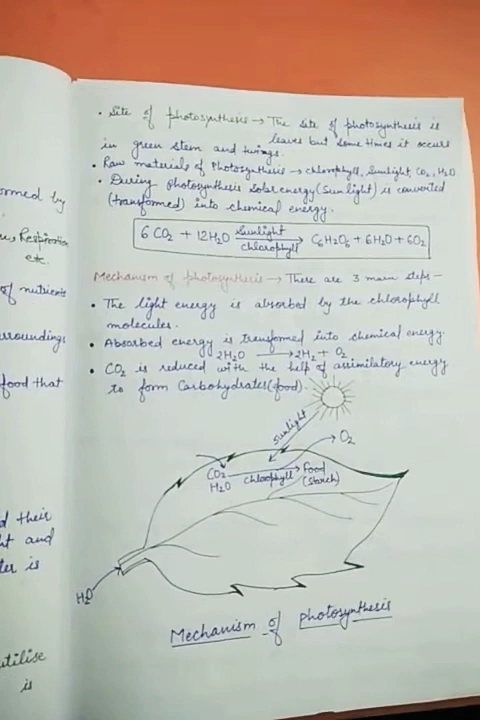 ormed by
Respiration
etc.
of nutrients
rroundings
food that
d their
ht and
ter is
utilise
is
• Site of photosynthesis → The site of photosynthesis is
leaves but some times it occurs
in green stem and twings.
• Raw materials of Photosynthesis → chlorophyll, Sunlight, CO2, H2O
• During photosynthesis solar energy (sunlight) is converted
(transformed) into chemical energy.
6 CO2 + 12H2O Sunlight → chlorophyll C6H12O6 + 6H2O + 6O2
Mechanism of photosynthesis → There are 3 main steps -
• The light energy is absorbed by the chlorophyll
molecules.
• Absorbed energy is transformed into chemical energy.
2H2O → 2H2 + O2
• CO2 is reduced with the help of assimilatory energy
to form Carbohydrates (food).
Sunlight
O2
CO2
H2O
chlorophyll
Food
(starch)
H2O
Mechanism of photosynthesis